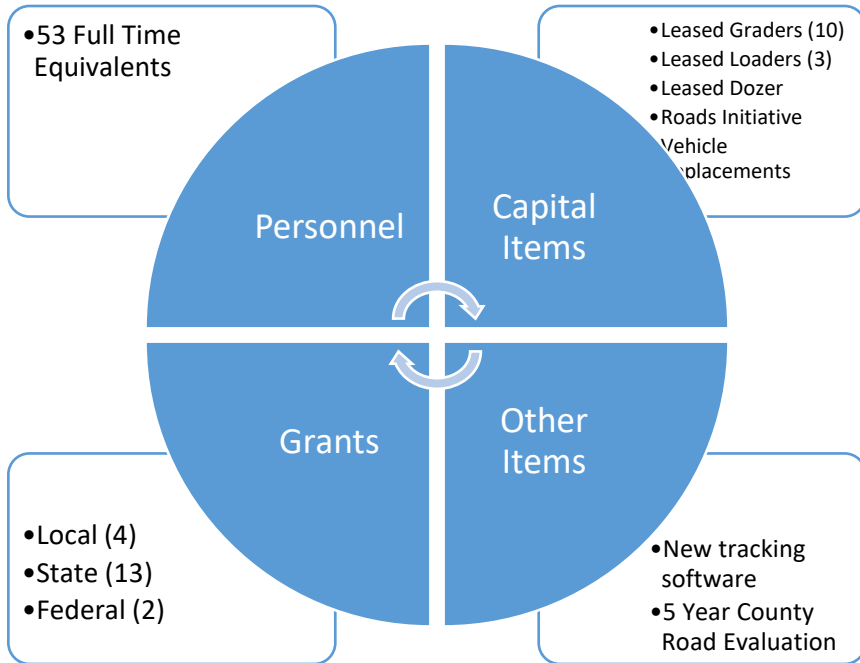 •53 Full Time
Equivalents
•Leased Graders (10)
•Leased Loaders (3)
•Leased Dozer
•Roads Initiative
Vehicle
Personnel
Capital
Items
Grants
Other
Items
•Local (4)
•State (13)
•Federal (2)
•New tracking
software
•5 Year County
Road Evaluation